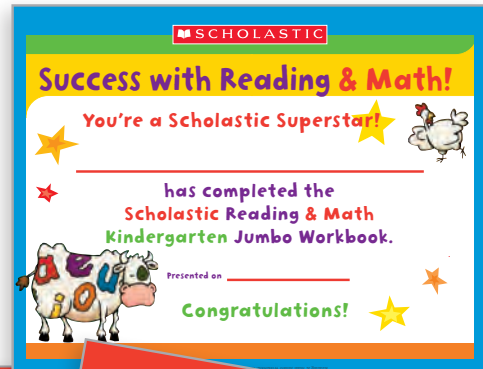 SCHOLASTIC
Success with Reading & Math!
You're a Scholastic Superstar!
has completed the
Scholastic Reading & Math
Kindergarten Jumbo Workbook.
Presented on
Congratulations!
a e u
i o